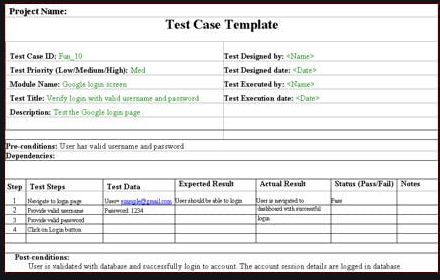 Project Name:
Test Case Template
Test Case ID: Fun_10 Test Designed by: <Name>
Test Priority (Low/Medium/High): Med Test Designed date: <Date>
Module Name: Google login screen Test Executed by: <Name>
Test Title: Verify login with valid username and password Test Execution date: <Date>
Description: Test the Google login page
Pre-conditions: User has valid username and password
Dependencies:
Step Test Steps Test Data Expected Result Actual Result Status (Pass/Fail) Notes
1 Navigate to login page User= example@gmail.com User should be able to login User is navigated to Pass
2 Provide valid username Password: 1234 dashboard with successful
3 Provide valid password login
4 Click on Login button
Post-conditions:
User is validated with database and successfully login to account. The account session details are logged in database.